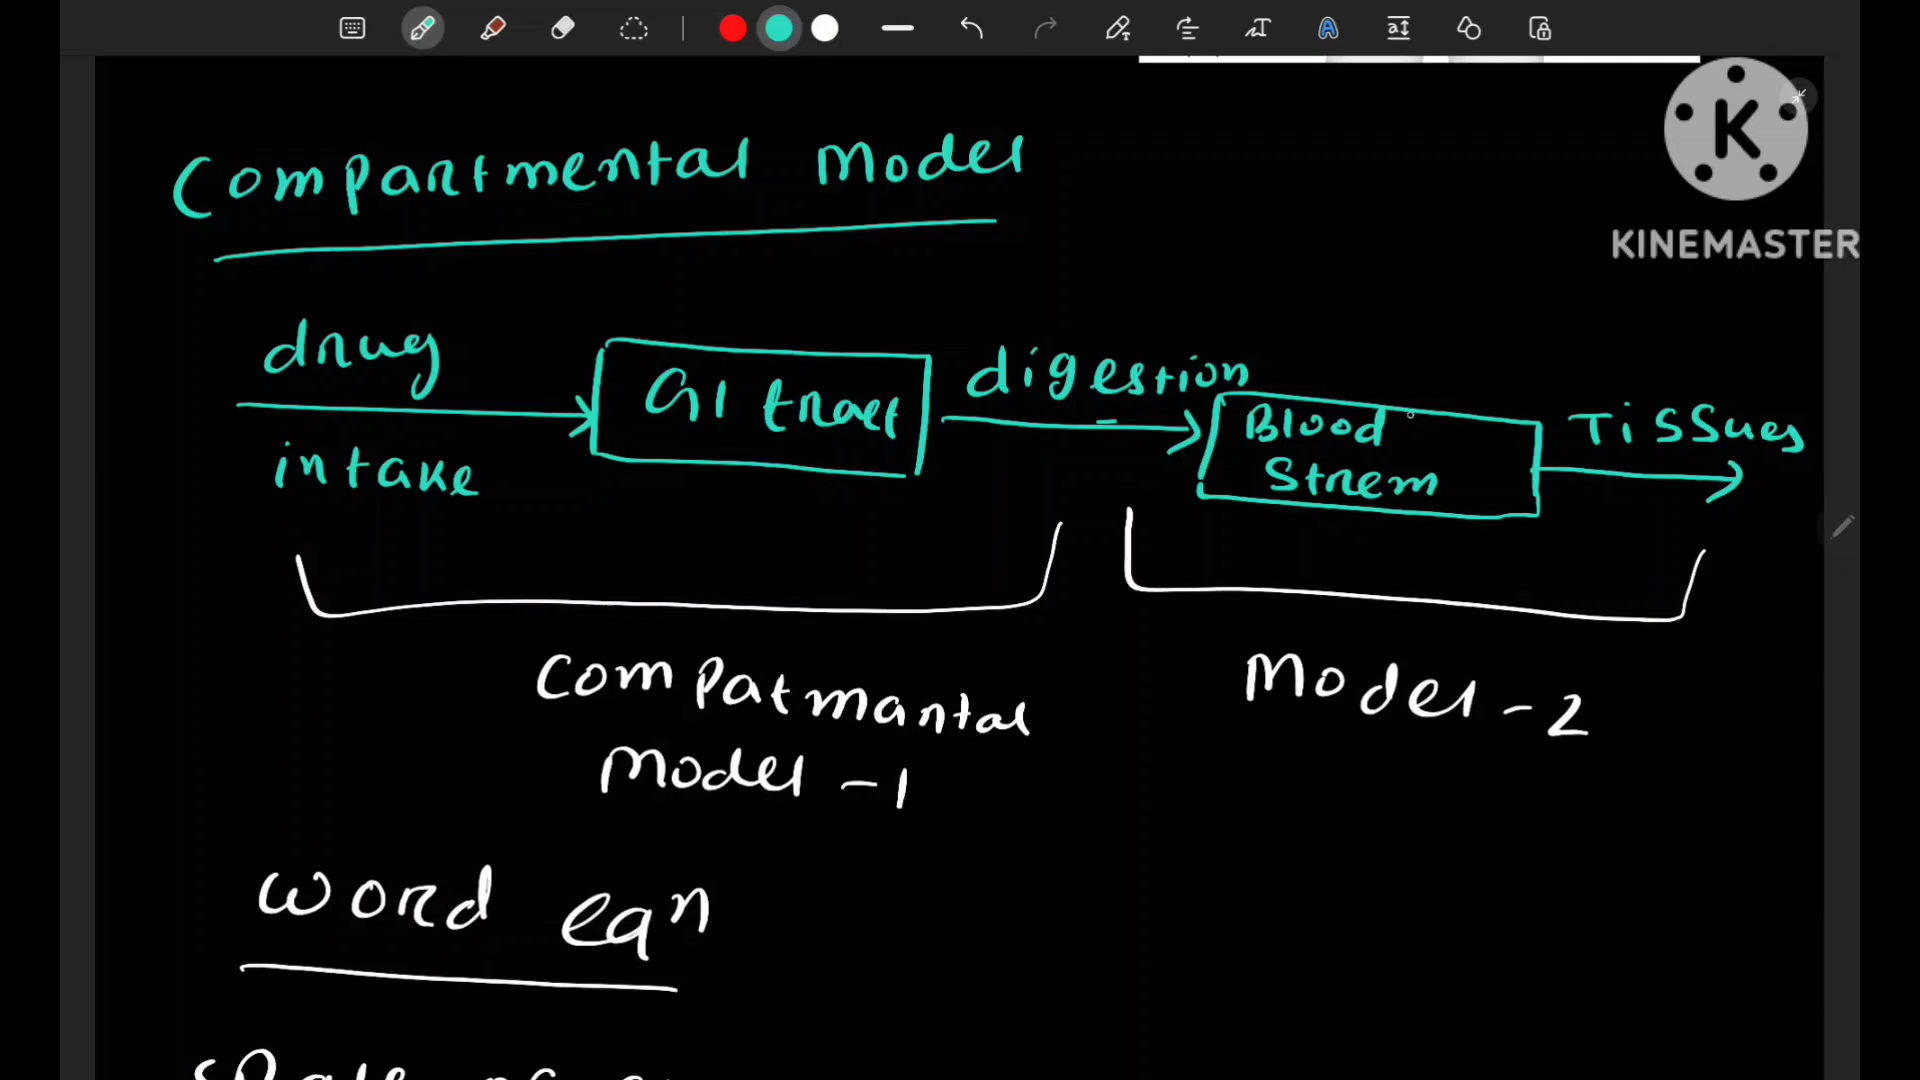 KINEMASTER
Compartmental Model
drug
intake
GI tract
digestion
Blood
Strem
Tissues
Compatmantal
Model - 1
Model - 2
word eqn